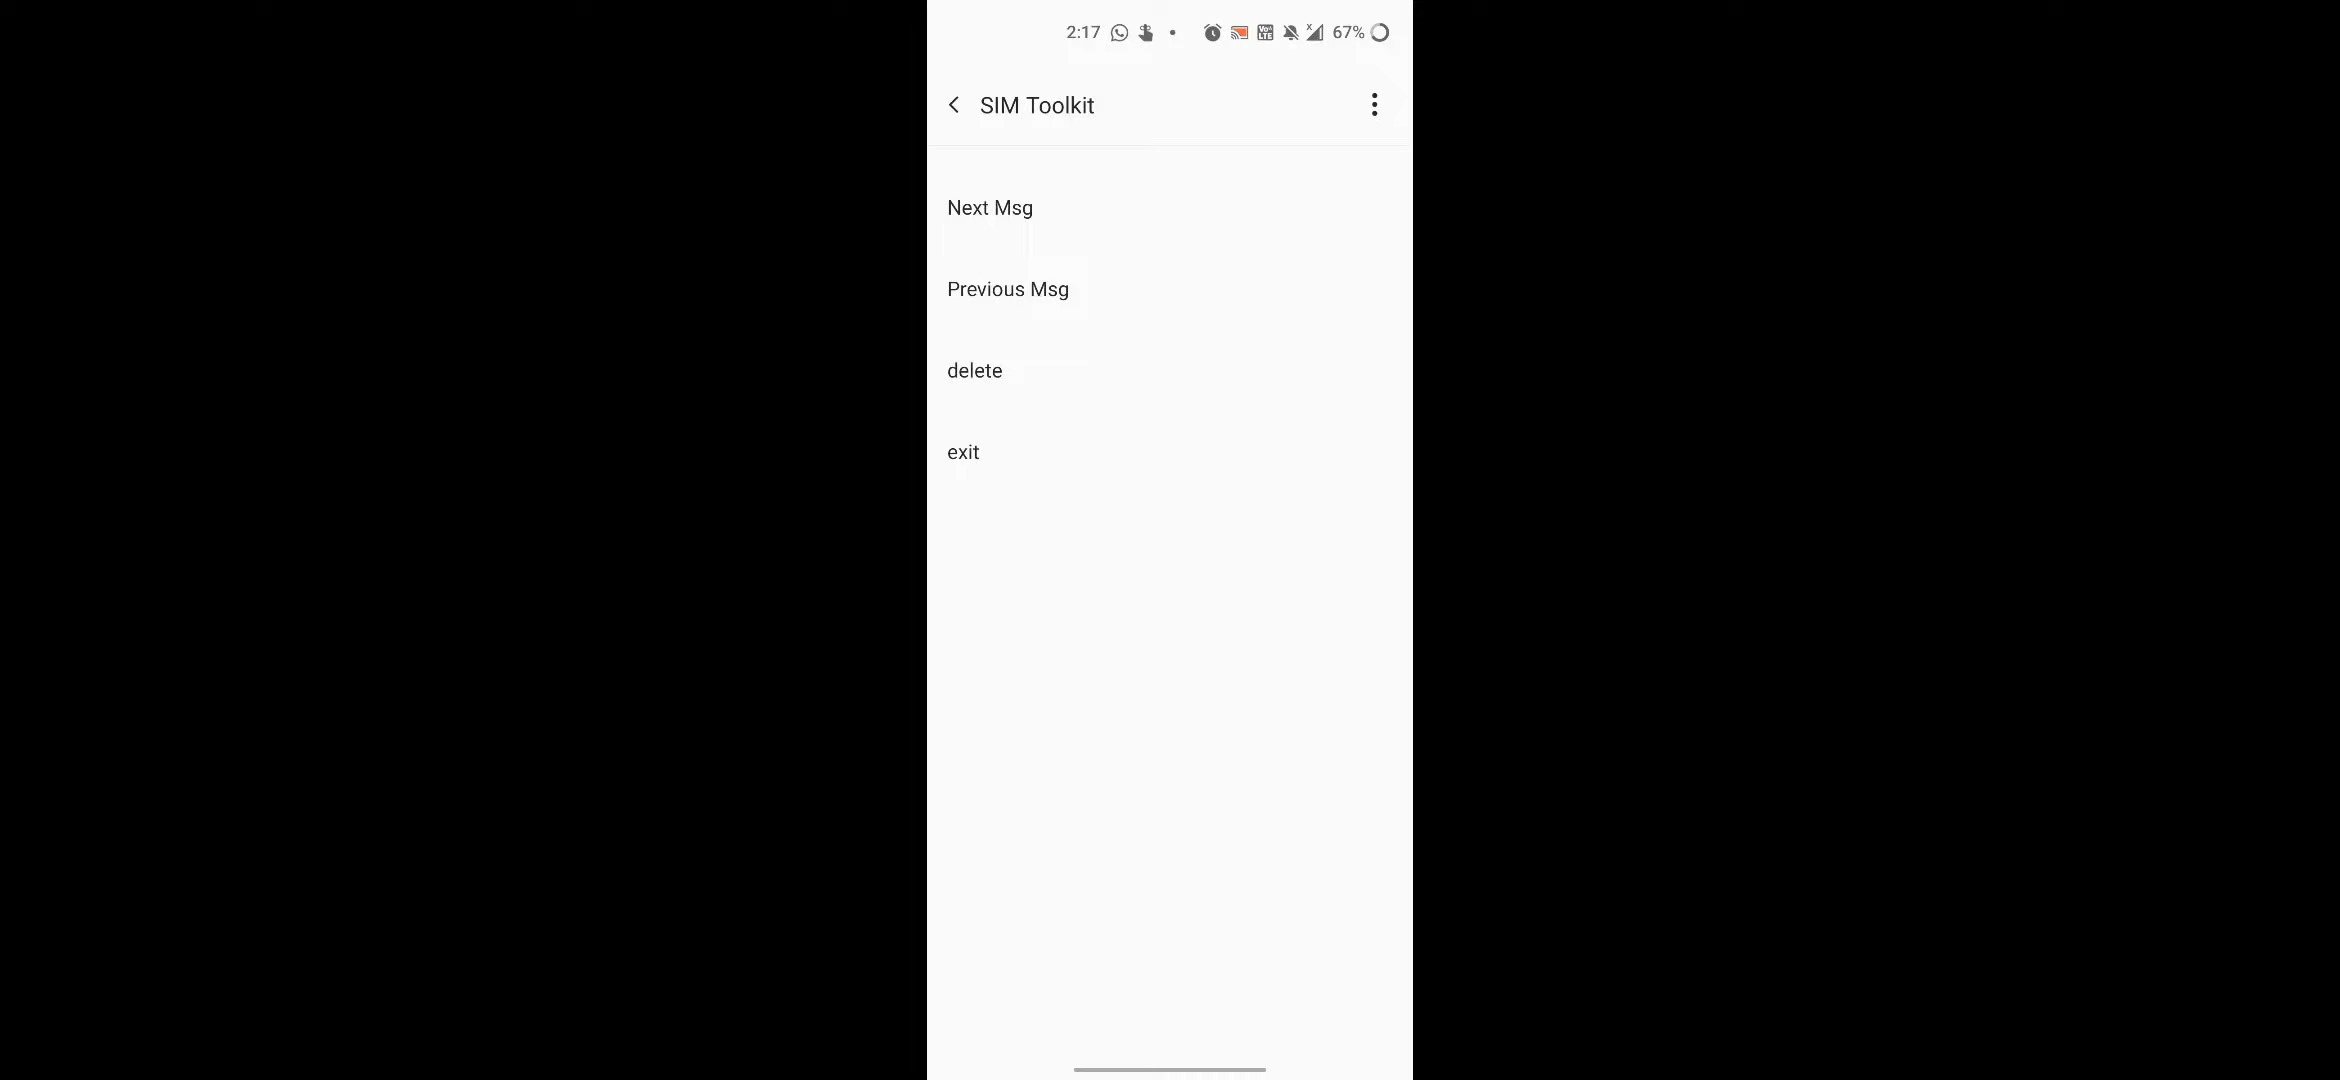 2:17 67%
SIM Toolkit
Next Msg
Previous Msg
delete
exit